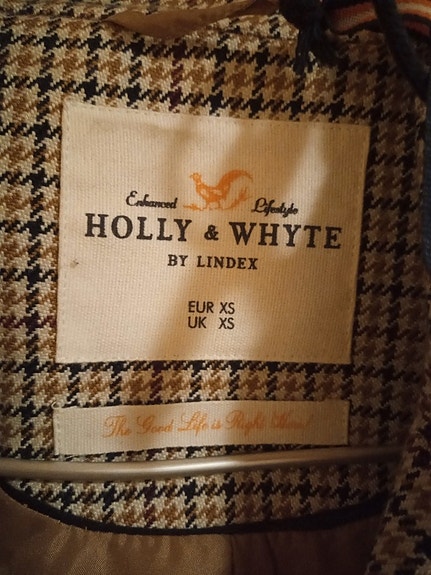 Enhanced Lifestyle
HOLLY & WHYTE
BY LINDEX
EUR XS
UK XS
The Good Life is Right Here!